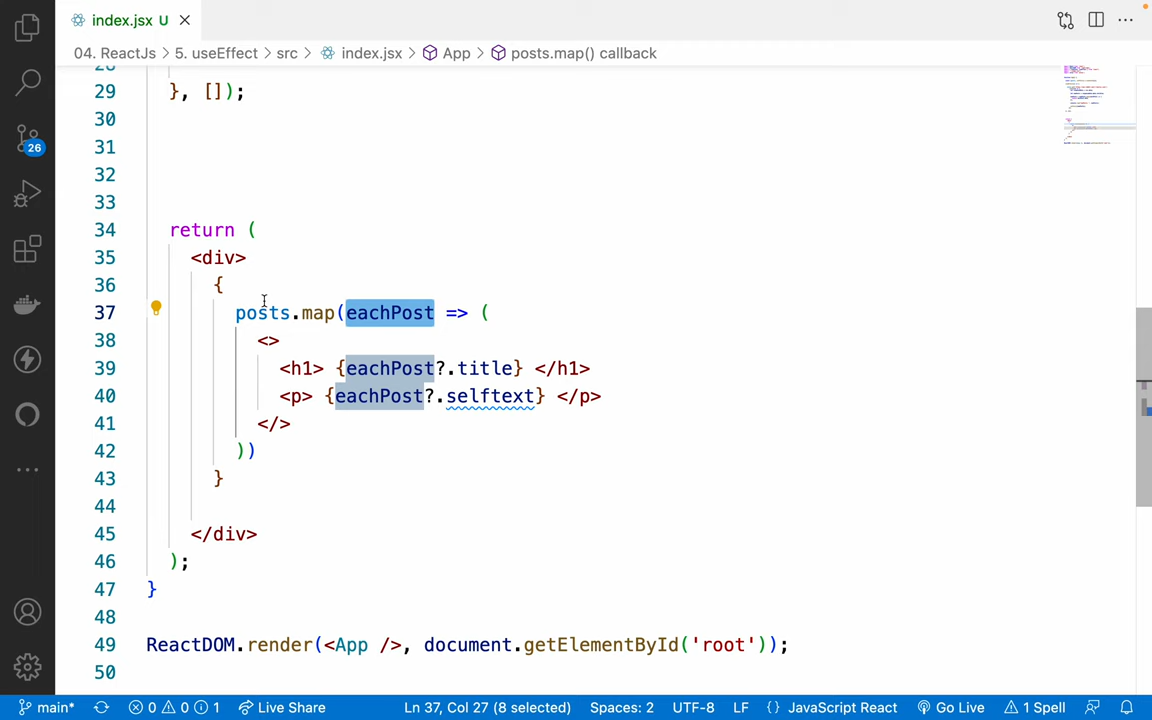 index.jsx U
04. ReactJs > 5. useEffect > src > index.jsx > App > posts.map() callback
28
29 }, []);
30
31
32
33
34 return (
35 <div>
36 {
37 posts.map(eachPost => (
38 <>
39 <h1> {eachPost?.title} </h1>
40 <p> {eachPost?.selftext} </p>
41 </>
42 ))
43 }
44
45 </div>
46 );
47 }
48
49 ReactDOM.render(<App />, document.getElementById('root'));
50
26
main* 0 0 1 Live Share Ln 37, Col 27 (8 selected) Spaces: 2 UTF-8 LF {} JavaScript React Go Live 1 Spell